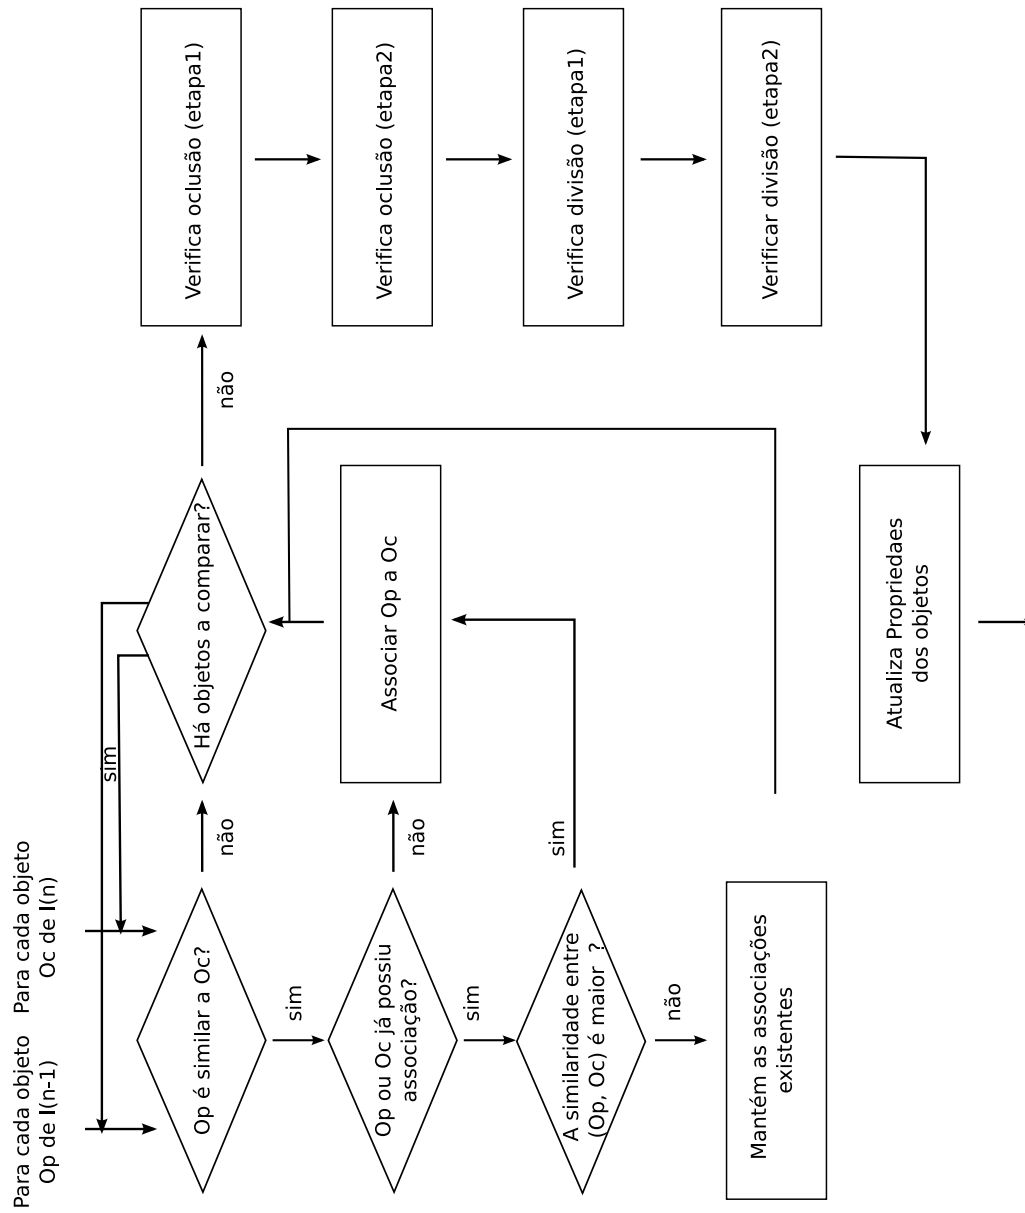 Para cada objeto
Op de I(n-1)
Para cada objeto
Oc de I(n)
Op é similar a Oc?
não
sim
Há objetos a comparar?
sim
não
Op ou Oc já possiu
associação?
não
sim
Associar Op a Oc
A similaridade entre
(Op, Oc) é maior ?
sim
não
Mantém as associações
existentes
Verifica oclusão (etapa1)
Verifica oclusão (etapa2)
Verifica divisão (etapa1)
Verificar divisão (etapa2)
Atualiza Propriedaes
dos objetos